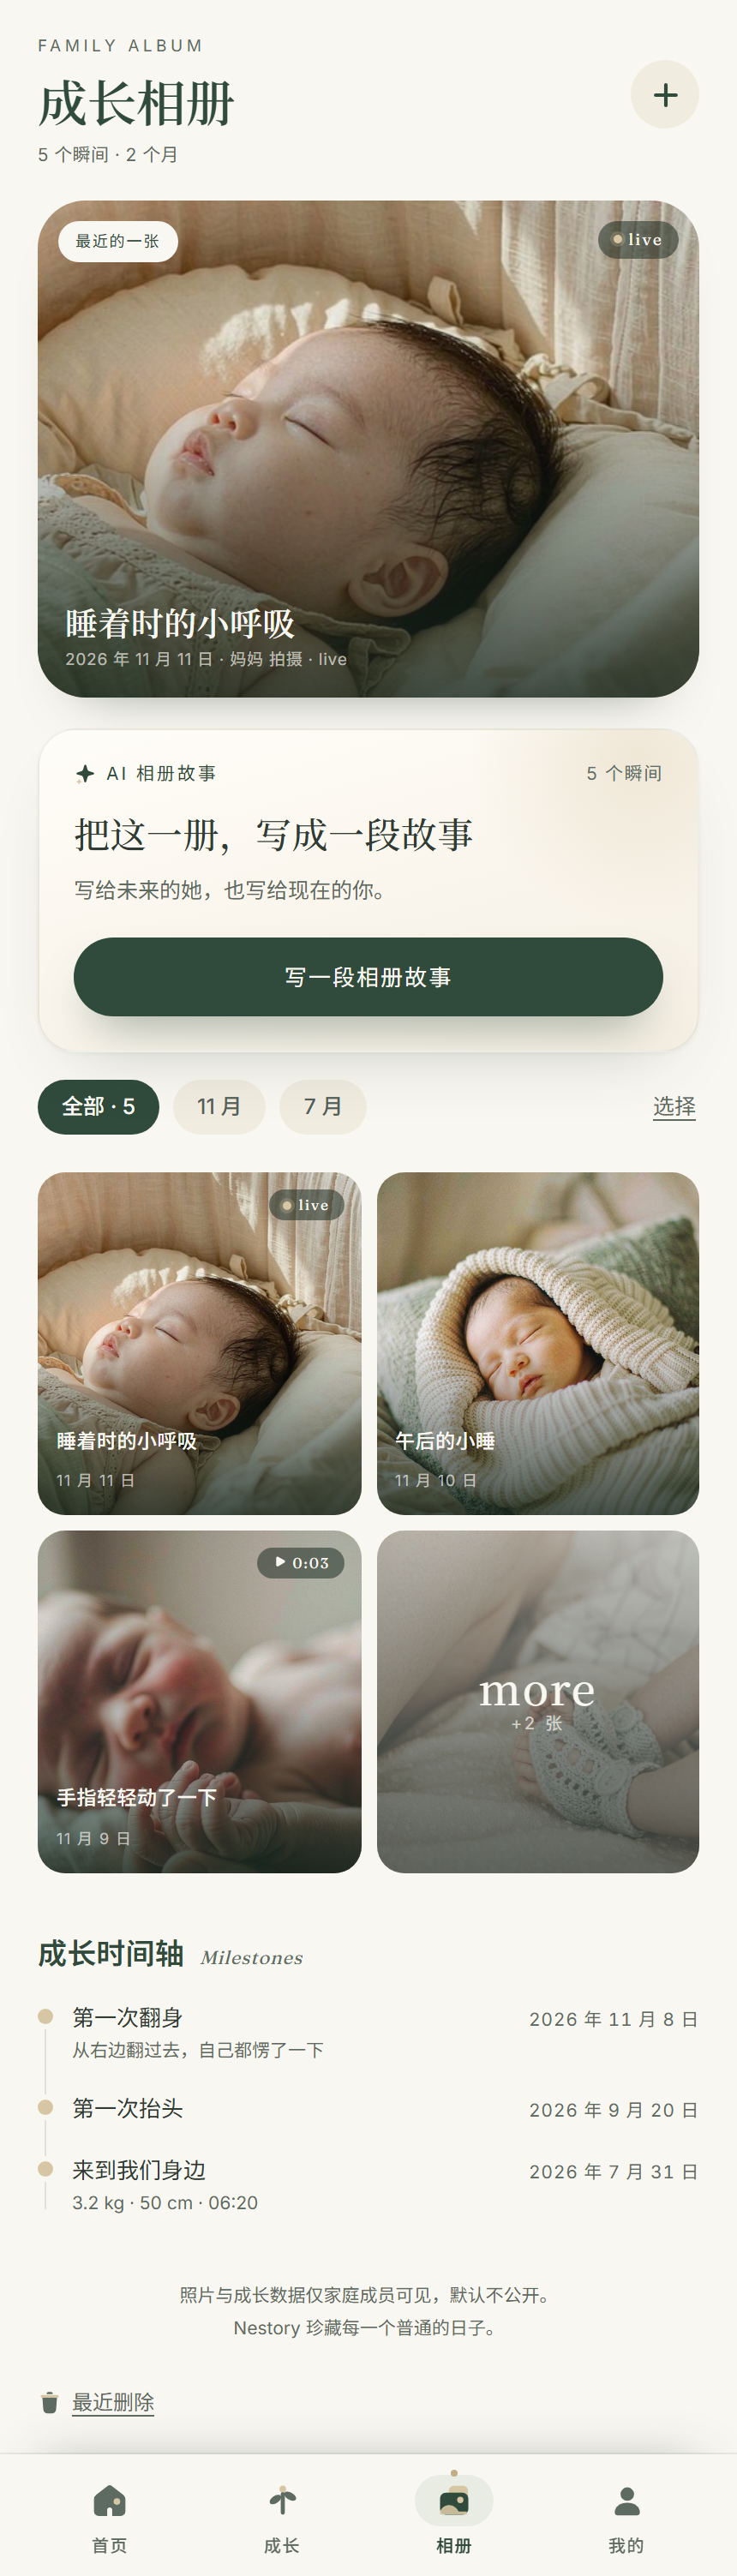 FAMILY ALBUM
成长相册
5 个瞬间 · 2 个月
最近的一张
live
睡着时的小呼吸
2026 年 11 月 11 日 · 妈妈 拍摄 · live
AI 相册故事
5 个瞬间
把这一册，写成一段故事
写给未来的她，也写给现在的你。
写一段相册故事
全部 · 5
11 月
7 月
选择
live
睡着时的小呼吸
11 月 11 日
午后的小睡
11 月 10 日
0:03
手指轻轻动了一下
11 月 9 日
more
+2 张
成长时间轴 Milestones
第一次翻身
2026 年 11 月 8 日
从右边翻过去，自己都愣了一下
第一次抬头
2026 年 9 月 20 日
来到我们身边
2026 年 7 月 31 日
3.2 kg · 50 cm · 06:20
照片与成长数据仅家庭成员可见，默认不公开。
Nestory 珍藏每一个普通的日子。
最近删除
首页
成长
相册
我的